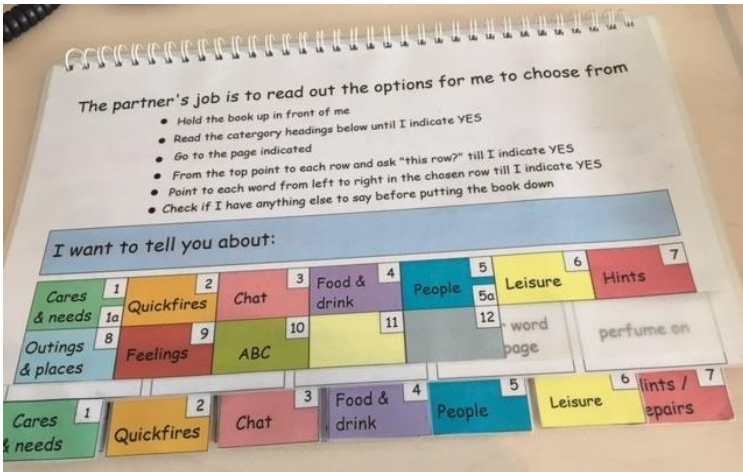 The partner's job is to read out the options for me to choose from
• Hold the book up in front of me
• Read the catergory headings below until I indicate YES
• Go to the page indicated
• From the top point to each row and ask "this row?" till I indicate YES
• Point to each word from left to right in the chosen row till I indicate YES
• Check if I have anything else to say before putting the book down
I want to tell you about:
Cares & needs 1 1a Quickfires 2 Chat 3 Food & drink 4 People 5 5a Leisure 6 Hints 7
Outings & places 8 Feelings 9 ABC 10 11 12 word page perfume on
Cares & needs 1 Quickfires 2 Chat 3 Food & drink 4 People 5 Leisure 6 lints / epairs 7